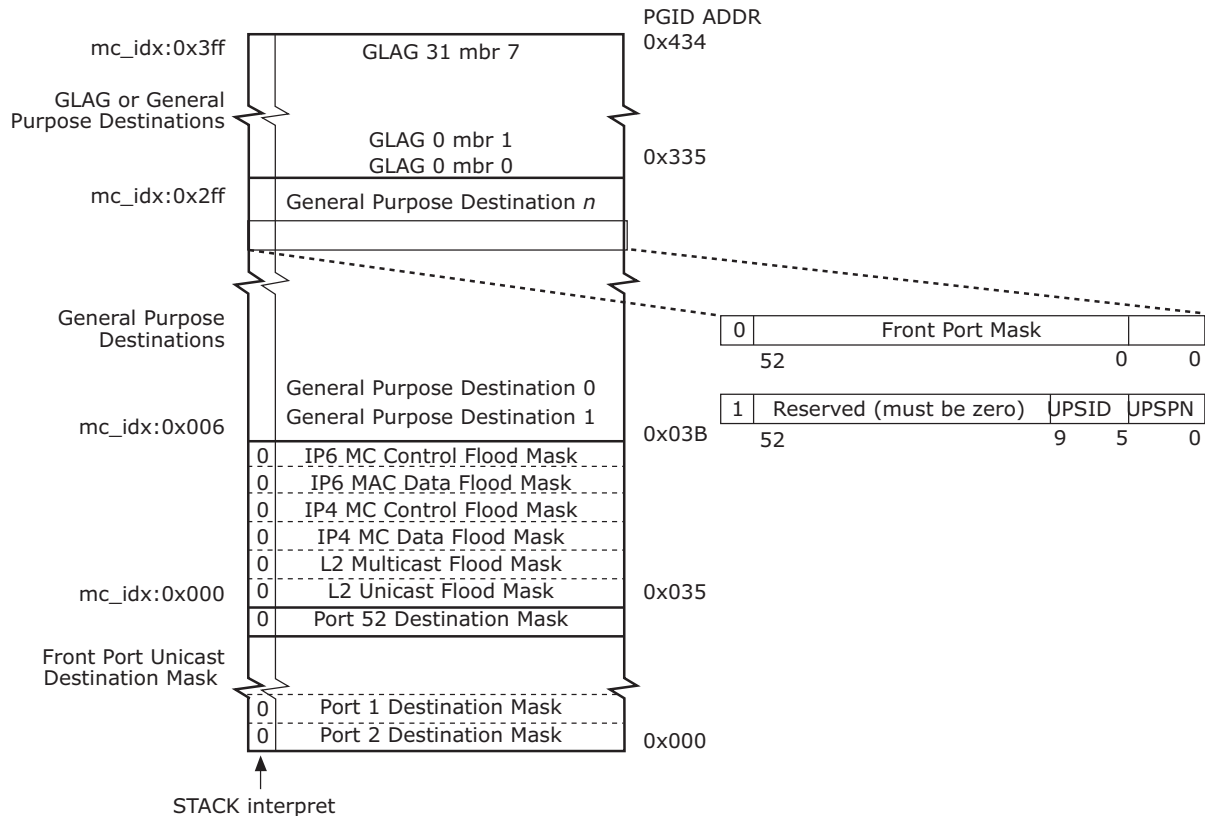 PGID ADDR
mc_idx:0x3ff
GLAG 31 mbr 7
0x434
GLAG or General
Purpose Destinations
GLAG 0 mbr 1
GLAG 0 mbr 0
0x335
mc_idx:0x2ff
General Purpose Destination n
General Purpose
Destinations
0 Front Port Mask
52 0 0
General Purpose Destination 0
General Purpose Destination 1
1 Reserved (must be zero) UPSID UPSPN
52 9 5 0
mc_idx:0x006
0x03B
0 IP6 MC Control Flood Mask
0 IP6 MAC Data Flood Mask
0 IP4 MC Control Flood Mask
0 IP4 MC Data Flood Mask
0 L2 Multicast Flood Mask
mc_idx:0x000
0 L2 Unicast Flood Mask
0x035
0 Port 52 Destination Mask
Front Port Unicast
Destination Mask
0 Port 1 Destination Mask
0 Port 2 Destination Mask
0x000
STACK interpret